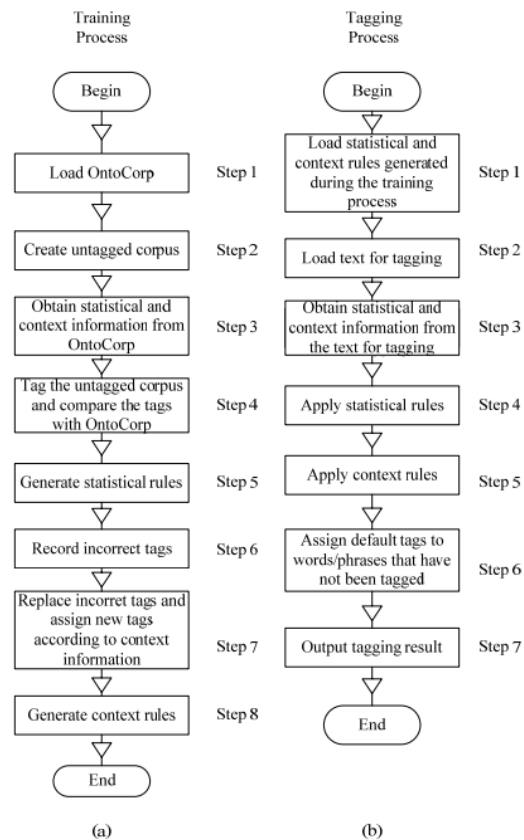 Training
Process
Begin
Load OntoCorp
Step 1
Create untagged corpus
Step 2
Obtain statistical and
context information from
OntoCorp
Step 3
Tag the untagged corpus
and compare the tags
with OntoCorp
Step 4
Generate statistical rules
Step 5
Record incorrect tags
Step 6
Replace incorret tags and
assign new tags
according to context
information
Step 7
Generate context rules
Step 8
End
(a)
Tagging
Process
Begin
Load statistical and
context rules generated
during the training
process
Step 1
Load text for tagging
Step 2
Obtain statistical and
context information from
the text for tagging
Step 3
Apply statistical rules
Step 4
Apply context rules
Step 5
Assign default tags to
words/phrases that have
not been tagged
Step 6
Output tagging result
Step 7
End
(b)